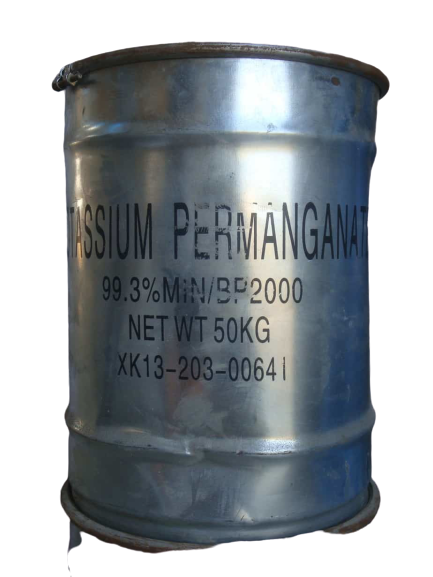 TASSIUM PERMANGANAT
99.3%MIN/BP2000
NET WT 50KG
XK13-203-00641